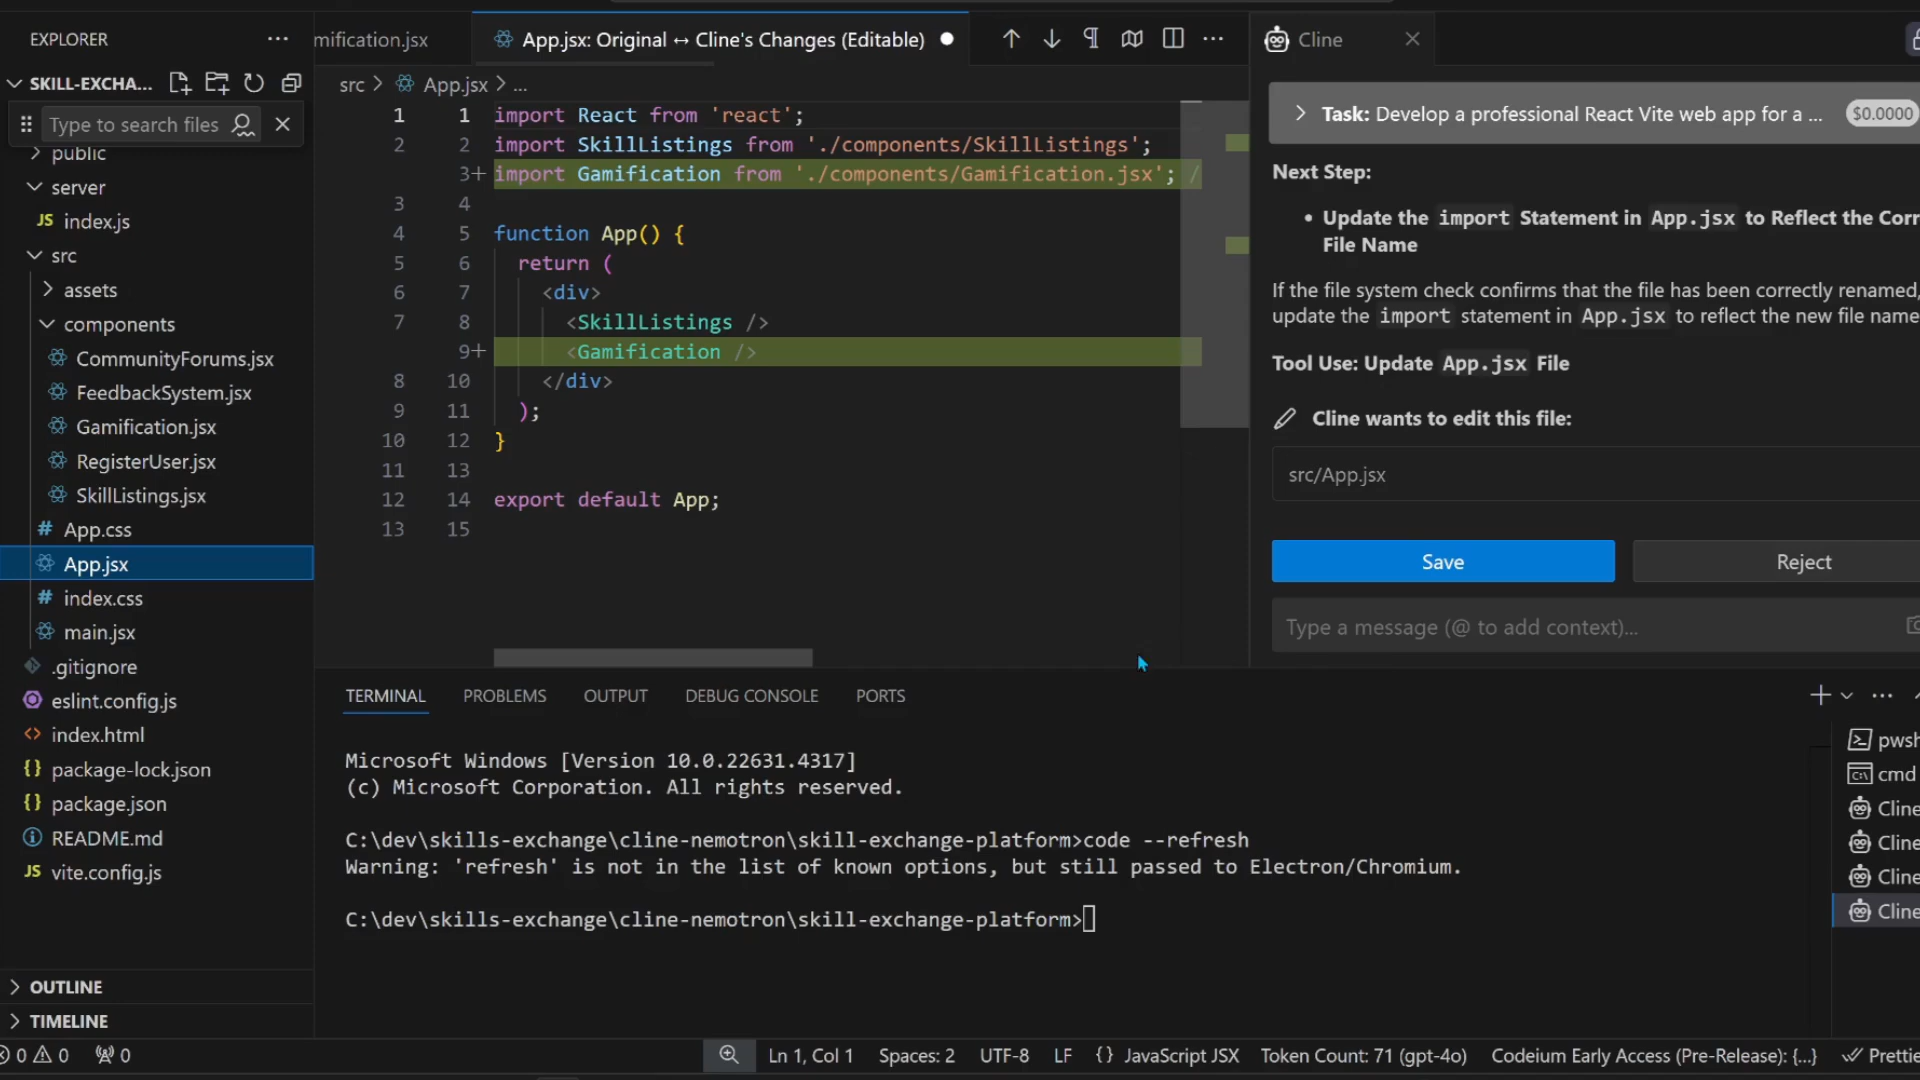 EXPLORER
SKILL-EXCHA...
Type to search files
public
server
JS index.js
src
assets
components
CommunityForums.jsx
FeedbackSystem.jsx
Gamification.jsx
RegisterUser.jsx
SkillListings.jsx
# App.css
App.jsx
# index.css
main.jsx
.gitignore
eslint.config.js
<> index.html
{} package-lock.json
{} package.json
README.md
JS vite.config.js
OUTLINE
TIMELINE
mification.jsx
App.jsx: Original ↔ Cline's Changes (Editable)
src > App.jsx > ...
1 1 import React from 'react';
2 2 import SkillListings from './components/SkillListings';
3+ import Gamification from './components/Gamification.jsx'; /
3 4
4 5 function App() {
5 6 return (
6 7 <div>
7 8 <SkillListings />
9+ <Gamification />
8 10 </div>
9 11 );
10 12 }
11 13
12 14 export default App;
13 15
Cline
Task: Develop a professional React Vite web app for a ... $0.0000
Next Step:
• Update the import Statement in App.jsx to Reflect the Corr
File Name
If the file system check confirms that the file has been correctly renamed,
update the import statement in App.jsx to reflect the new file name
Tool Use: Update App.jsx File
Cline wants to edit this file:
src/App.jsx
Save
Reject
Type a message (@ to add context)...
TERMINAL PROBLEMS OUTPUT DEBUG CONSOLE PORTS
Microsoft Windows [Version 10.0.22631.4317]
(c) Microsoft Corporation. All rights reserved.
C:\dev\skills-exchange\cline-nemotron\skill-exchange-platform>code --refresh
Warning: 'refresh' is not in the list of known options, but still passed to Electron/Chromium.
C:\dev\skills-exchange\cline-nemotron\skill-exchange-platform>
pwsh
cmd
Cline
Cline
Cline
Cline
0 0 0 Ln 1, Col 1 Spaces: 2 UTF-8 LF {} JavaScript JSX Token Count: 71 (gpt-4o) Codeium Early Access (Pre-Release): {...} Prettie